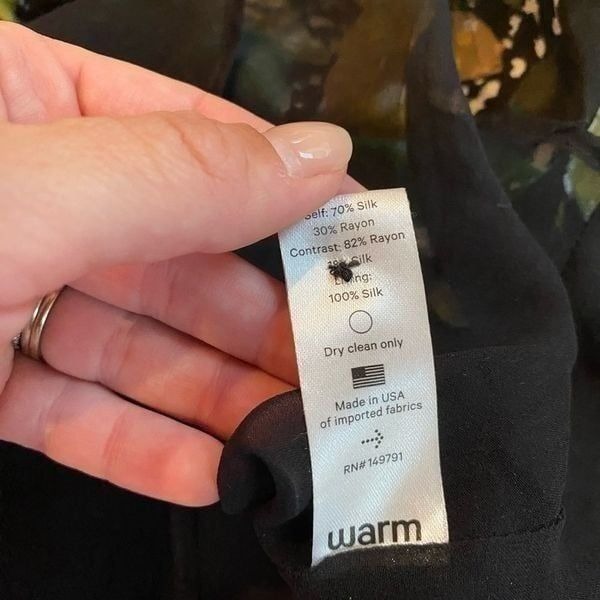 Self: 70% Silk
30% Rayon
Contrast: 82% Rayon
Silk
100% Silk
Dry clean only
Made in USA
of imported fabrics
RN# 149791
warm